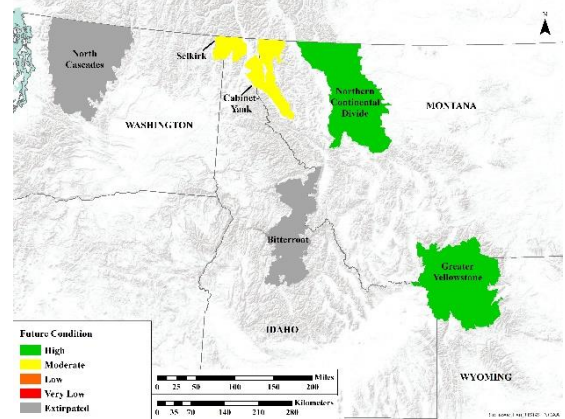 N
North
Cascades
Selkirk
Cabinet-
Yaak
Northern
Continental
Divide
MONTANA
WASHINGTON
Bitterroot
Greater
Yellowstone
IDAHO
WYOMING
Future Condition
High
Moderate
Low
Very Low
Extirpated
Miles
0 25 50 100 150 200
Kilometers
0 35 70 140 210 280